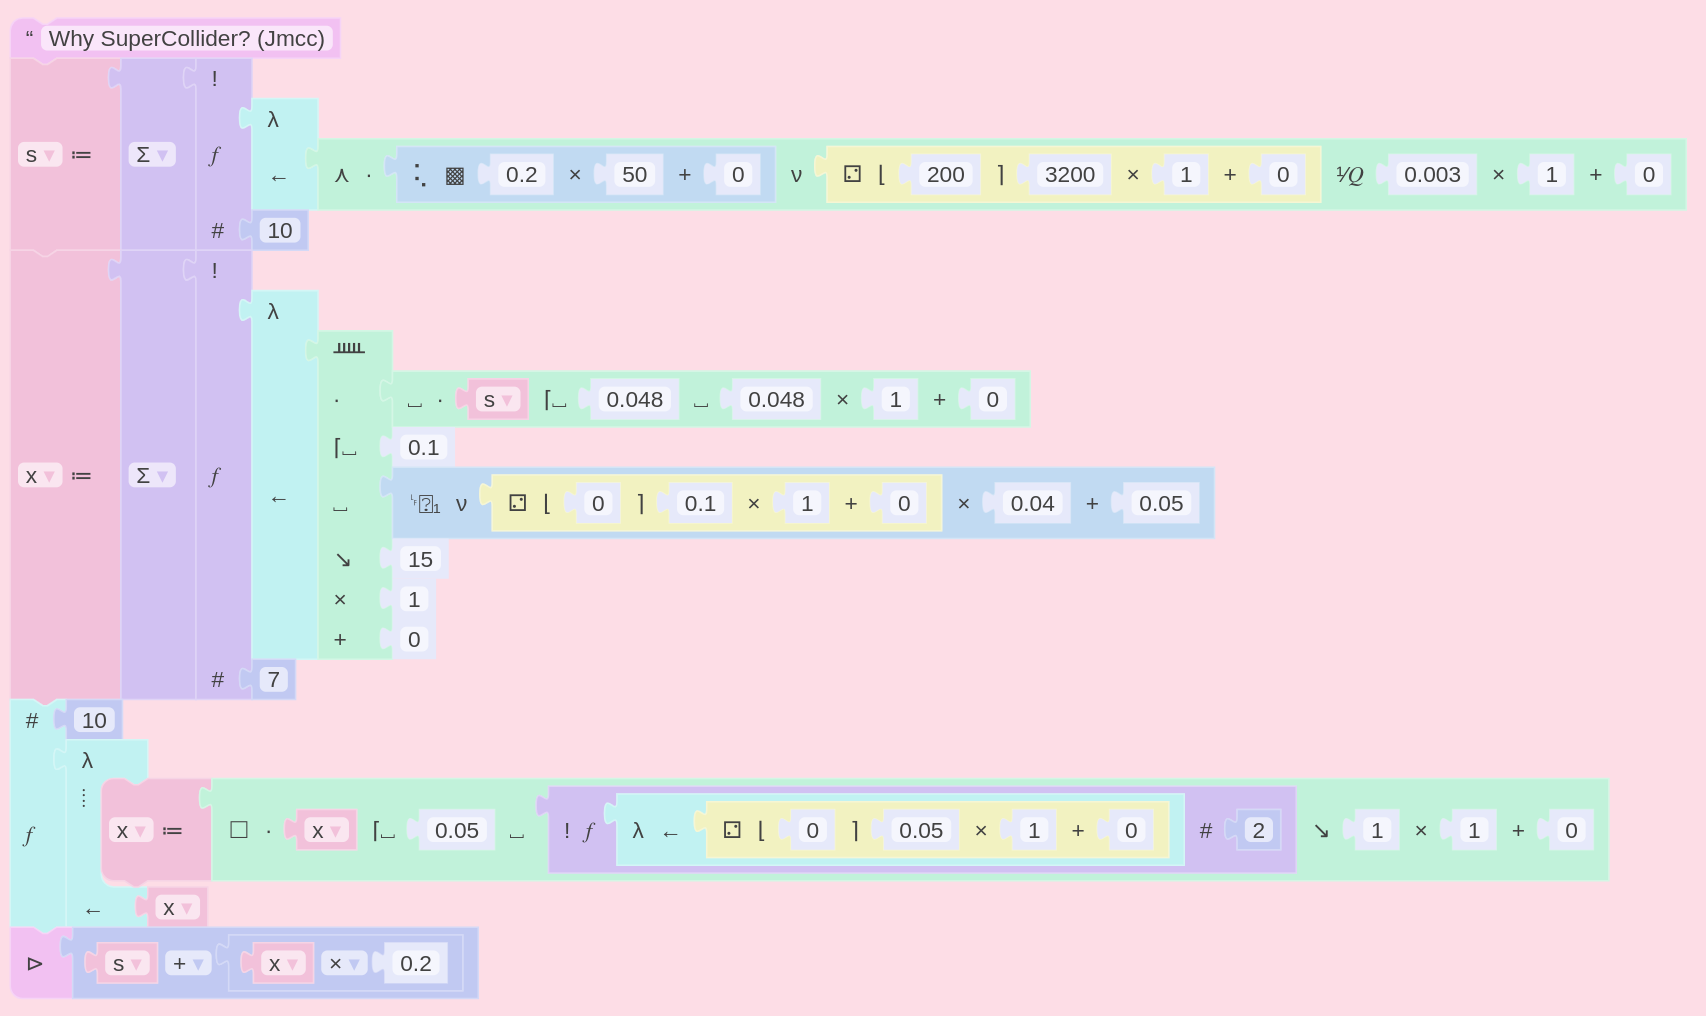 “ Why SuperCollider? (Jmcc)
!
λ
s ▾ ≔ Σ ▾ 𝑓
← ⋏ · ⢌ ▩ 0.2 × 50 + 0 ν ⚁ ⌊ 200 ⌉ 3200 × 1 + 0 ⅟Q 0.003 × 1 + 0
# 10
!
λ
· ⎵ · s ▾ ⌈⎵ 0.048 ⎵ 0.048 × 1 + 0
⌈⎵ 0.1
x ▾ ≔ Σ ▾ 𝑓
← ⎵ ν ⚁ ⌊ 0 ⌉ 0.1 × 1 + 0 × 0.04 + 0.05
↘ 15
× 1
+ 0
# 7
# 10
λ
𝑓 x ▾ ≔ □ · x ▾ ⌈⎵ 0.05 ⎵ ! 𝑓 λ ← ⚁ ⌊ 0 ⌉ 0.05 × 1 + 0 # 2 ↘ 1 × 1 + 0
← x ▾
⊳ s ▾ + ▾ x ▾ × ▾ 0.2